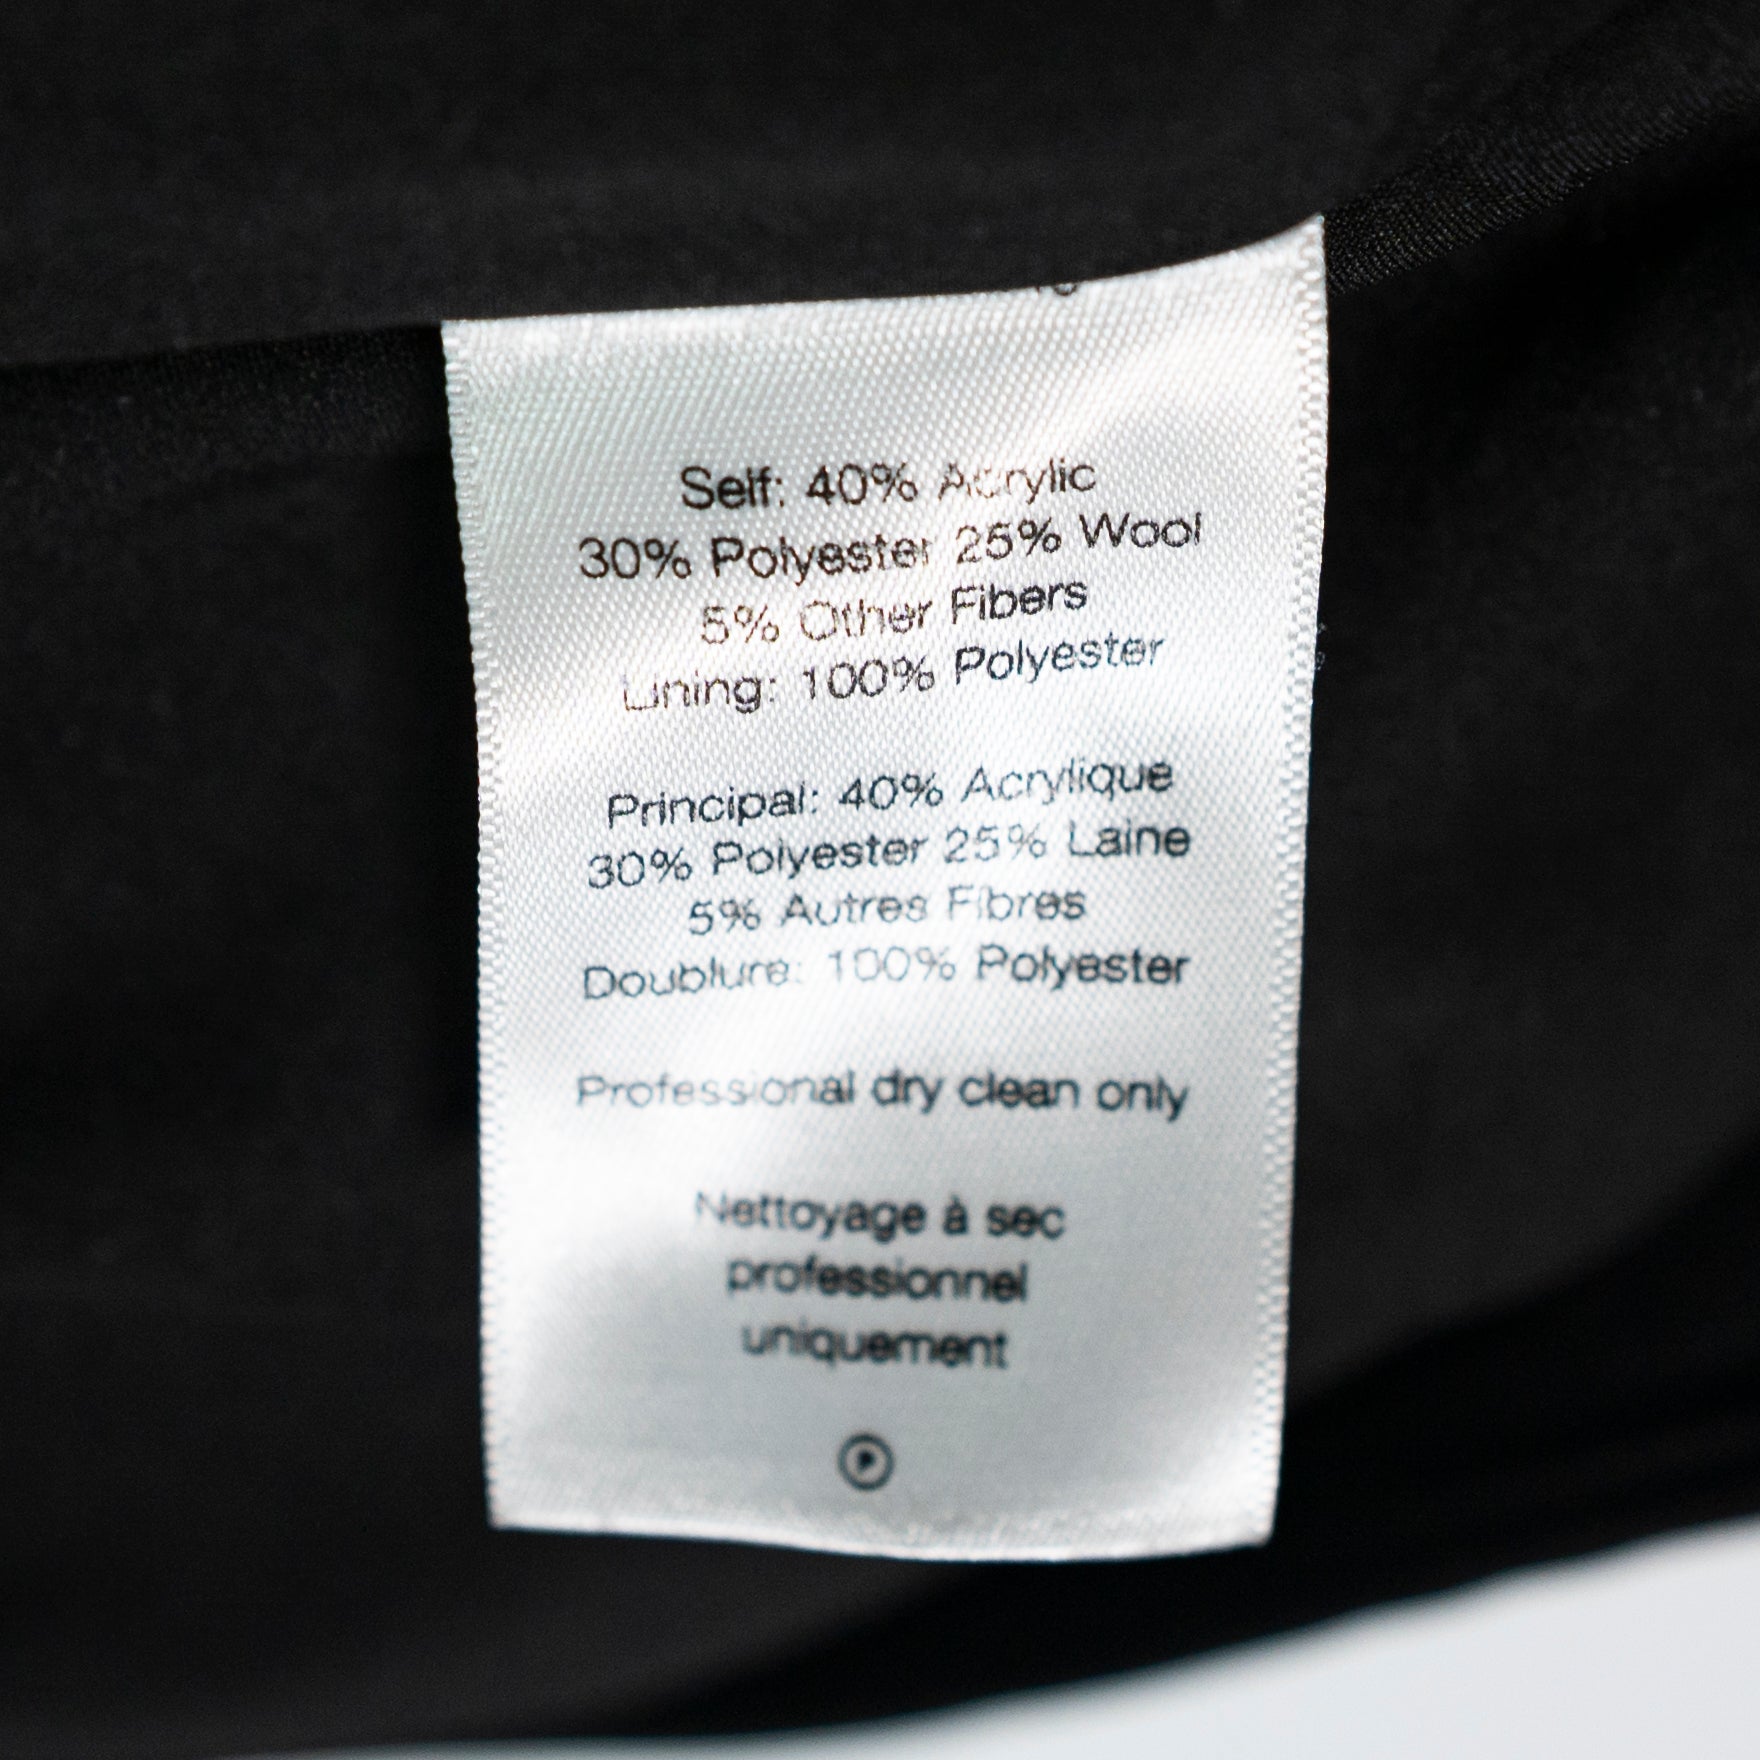 Self: 40% Acrylic
30% Polyester 25% Wool
5% Other Fibers
Lining: 100% Polyester
Principal: 40% Acrylique
30% Polyester 25% Laine
5% Autres Fibres
Doublure: 100% Polyester
Professional dry clean only
Nettoyage à sec
professionnel
uniquement
P